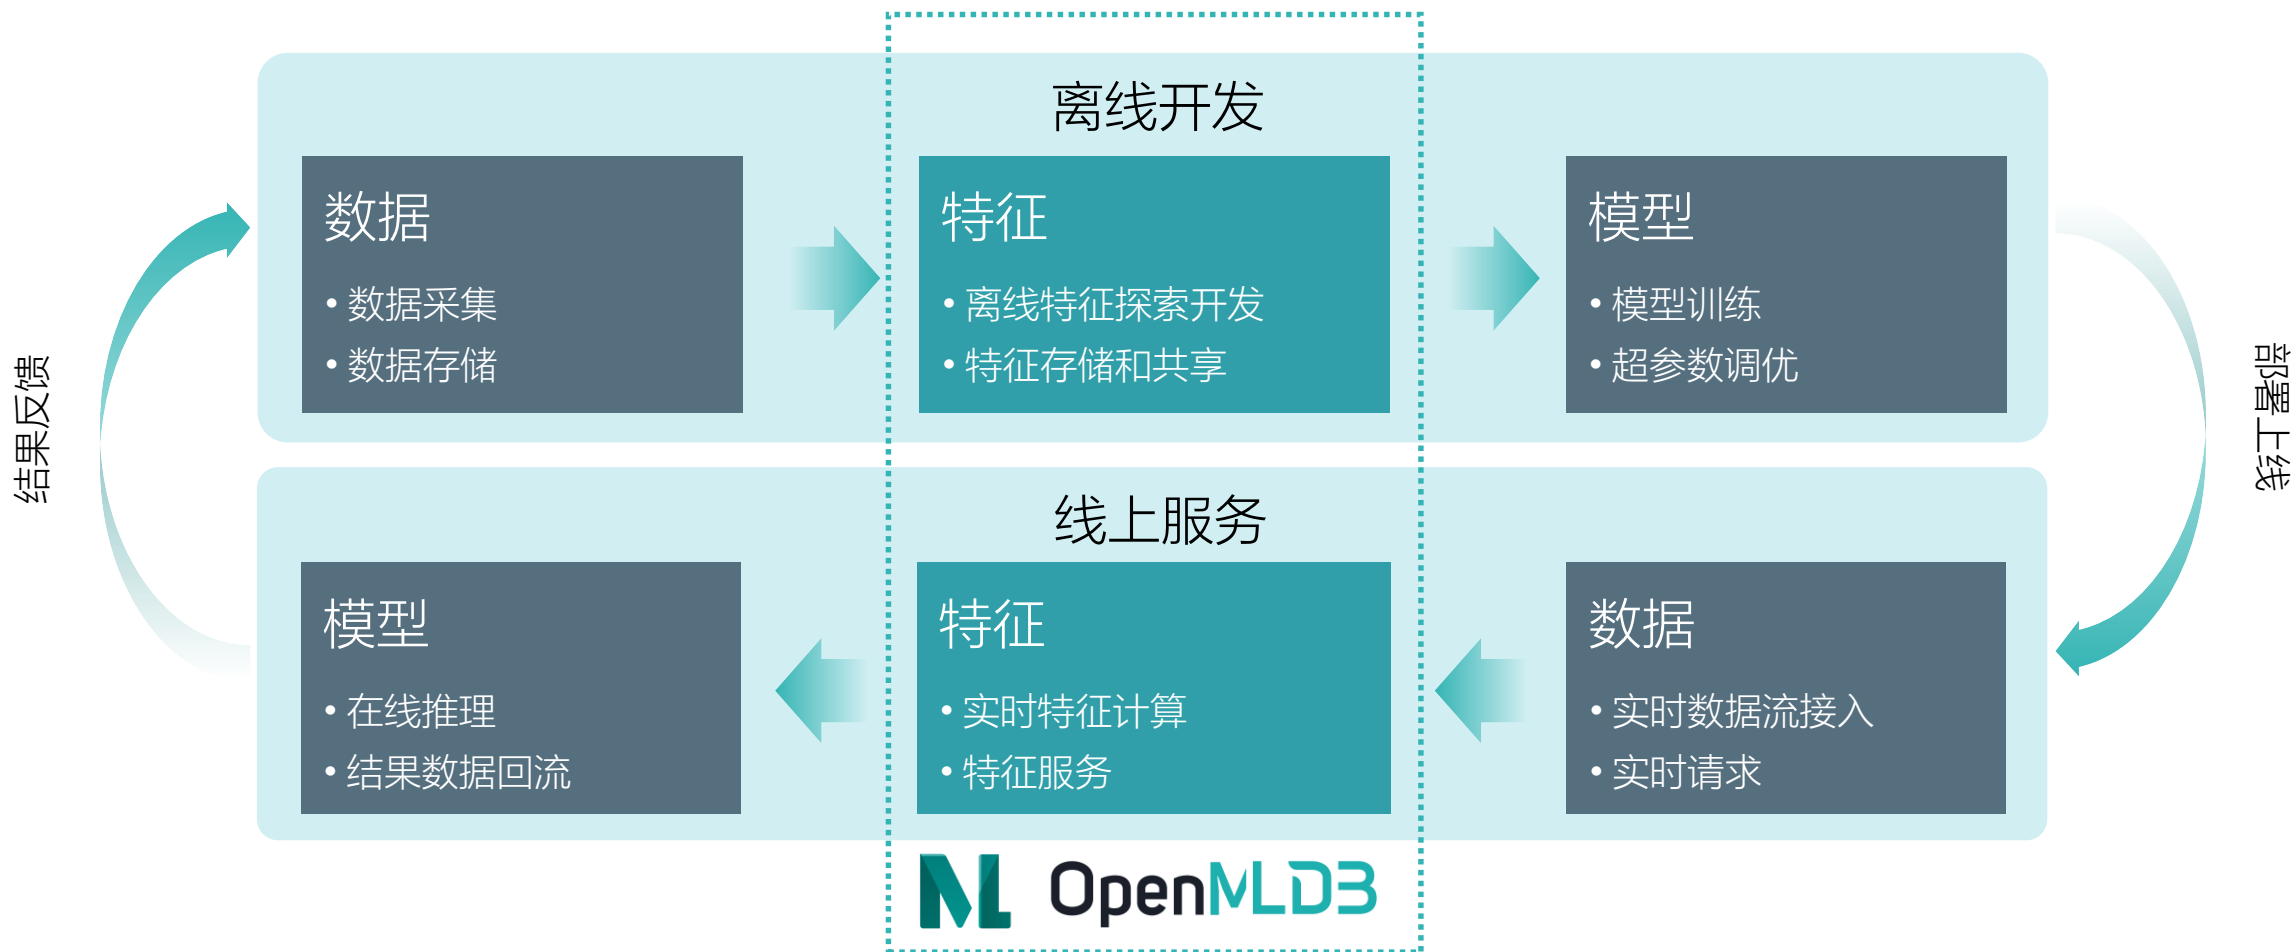 离线开发
数据
• 数据采集
• 数据存储
特征
• 离线特征探索开发
• 特征存储和共享
模型
• 模型训练
• 超参数调优
结果反馈
部署上线
线上服务
模型
• 在线推理
• 结果数据回流
特征
• 实时特征计算
• 特征服务
数据
• 实时数据流接入
• 实时请求
OpenMLDB